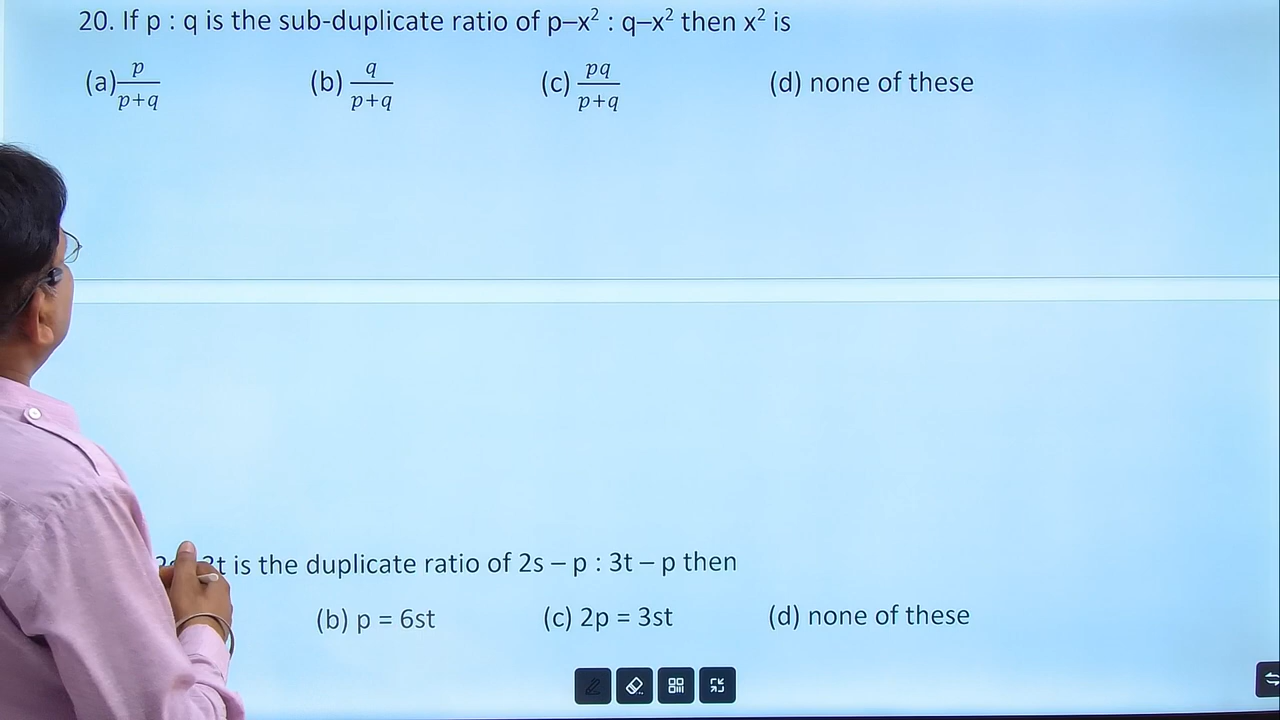 20. If p : q is the sub-duplicate ratio of p–x² : q–x² then x² is
(a) p/(p+q) (b) q/(p+q) (c) pq/(p+q) (d) none of these
is the duplicate ratio of 2s – p : 3t – p then
(b) p = 6st (c) 2p = 3st (d) none of these